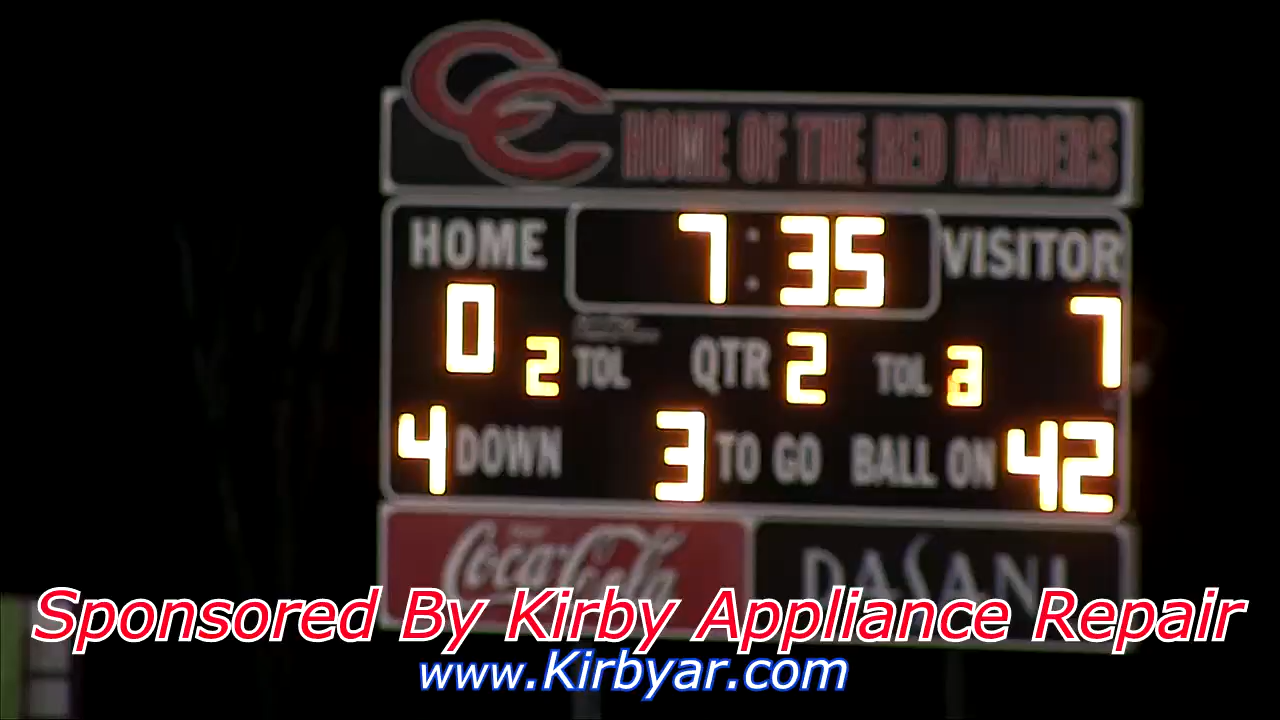 CC HOME OF THE RED RAIDERS
HOME 7:35 VISITOR
0 2 TOL QTR 2 TOL 3 7
4 DOWN 3 TO GO BALL ON 42
Coca-Cola DASANI
Sponsored By Kirby Appliance Repair
www.Kirbyar.com